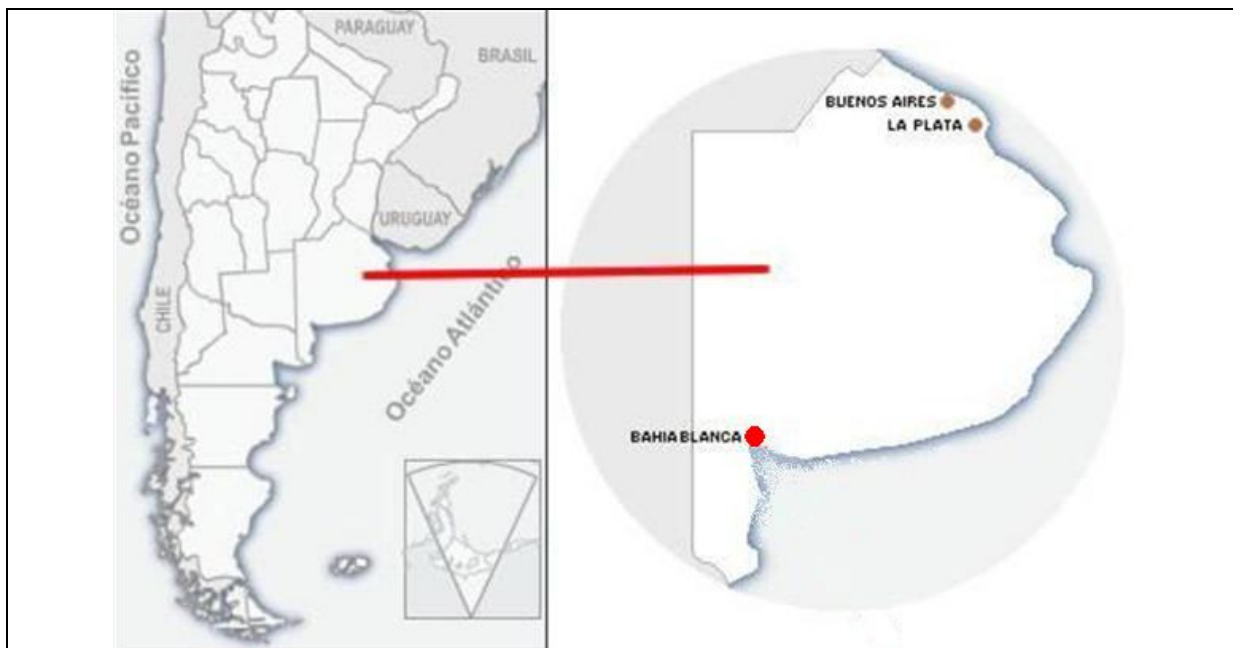 PARAGUAY
BRASIL
Océano Pacífico
URUGUAY
CHILE
Océano Atlántico
BUENOS AIRES
LA PLATA
BAHIA BLANCA